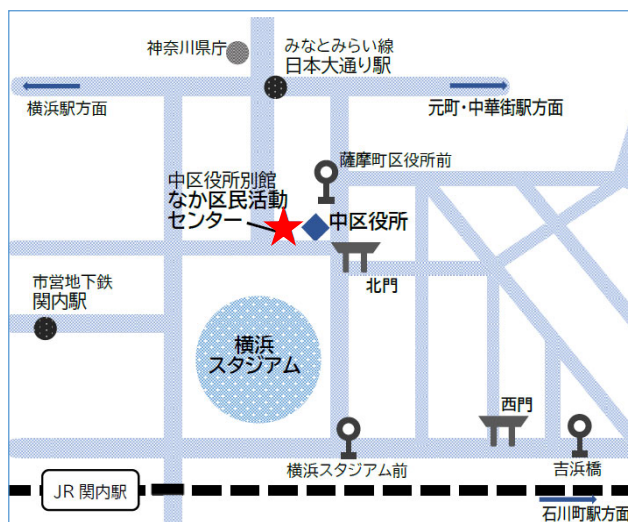 神奈川県庁
みなとみらい線
日本大通り駅
横浜駅方面
元町・中華街駅方面
薩摩町区役所前
中区役所別館
なか区民活動
センター
中区役所
北門
市営地下鉄
関内駅
横浜
スタジアム
西門
横浜スタジアム前
吉浜橋
JR 関内駅
石川町駅方面